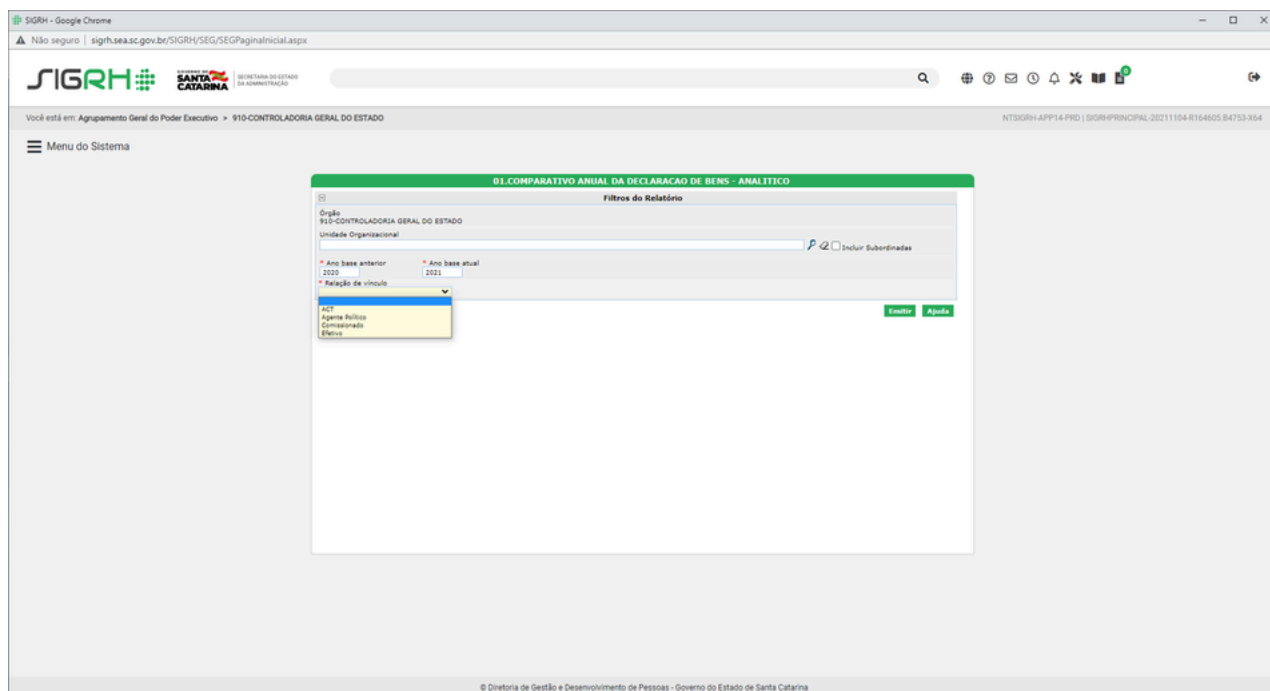 SIGRH - Google Chrome
Não seguro | sigrh.sea.sc.gov.br/SIGRH/SEG/SEGPaginaInicial.aspx
SIGRH
GOVERNO DE SANTA CATARINA
SECRETARIA DO ESTADO DA ADMINISTRAÇÃO
0
Você está em: Agrupamento Geral do Poder Executivo > 910-CONTROLADORIA GERAL DO ESTADO
NTSIGRH-APP14-PRD | SIGRHPRINCIPAL-20211104-R164605.B4753-X64
Menu do Sistema
01.COMPARATIVO ANUAL DA DECLARACAO DE BENS - ANALITICO
Filtros do Relatório
Órgão
910-CONTROLADORIA GERAL DO ESTADO
Unidade Organizacional
Incluir Subordinadas
* Ano base anterior * Ano base atual
2020 2021
* Relação de vínculo
ACT
Agente Político
Comissionado
Efetivo
Emitir Ajuda
© Diretoria de Gestão e Desenvolvimento de Pessoas - Governo do Estado de Santa Catarina